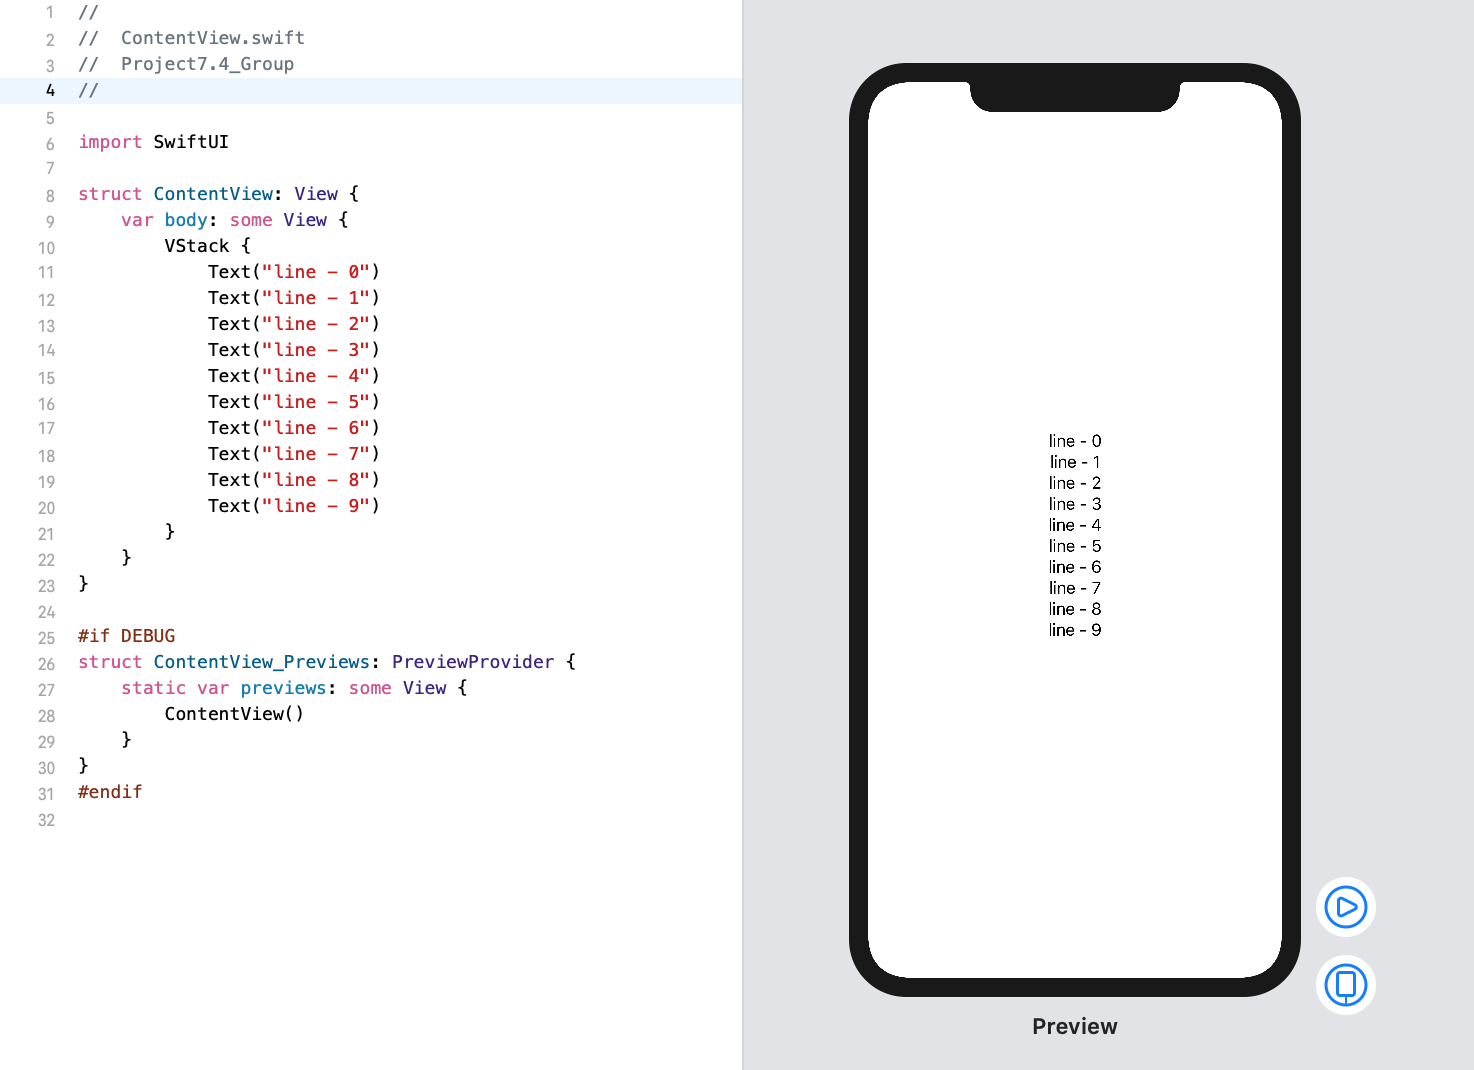 1 //
2 //  ContentView.swift
3 //  Project7.4_Group
4 //
5
6 import SwiftUI
7
8 struct ContentView: View {
9     var body: some View {
10         VStack {
11             Text("line - 0")
12             Text("line - 1")
13             Text("line - 2")
14             Text("line - 3")
15             Text("line - 4")
16             Text("line - 5")
17             Text("line - 6")
18             Text("line - 7")
19             Text("line - 8")
20             Text("line - 9")
21         }
22     }
23 }
24
25 #if DEBUG
26 struct ContentView_Previews: PreviewProvider {
27     static var previews: some View {
28         ContentView()
29     }
30 }
31 #endif
32
line - 0
line - 1
line - 2
line - 3
line - 4
line - 5
line - 6
line - 7
line - 8
line - 9
Preview